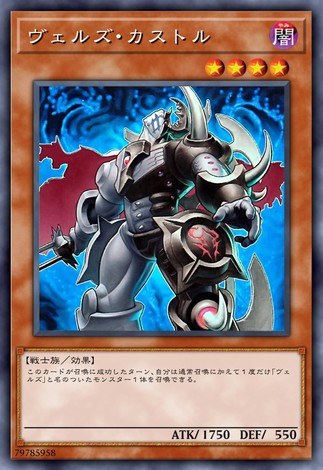 ヴェルズ・カストル
やみ
闇
【戦士族／効果】
このカードが召喚に成功したターン、自分は通常召喚に加えて１度だけ「ヴェ
ルズ」と名のついたモンスター１体を召喚できる。
ATK/ 1750 DEF/ 550
79785958